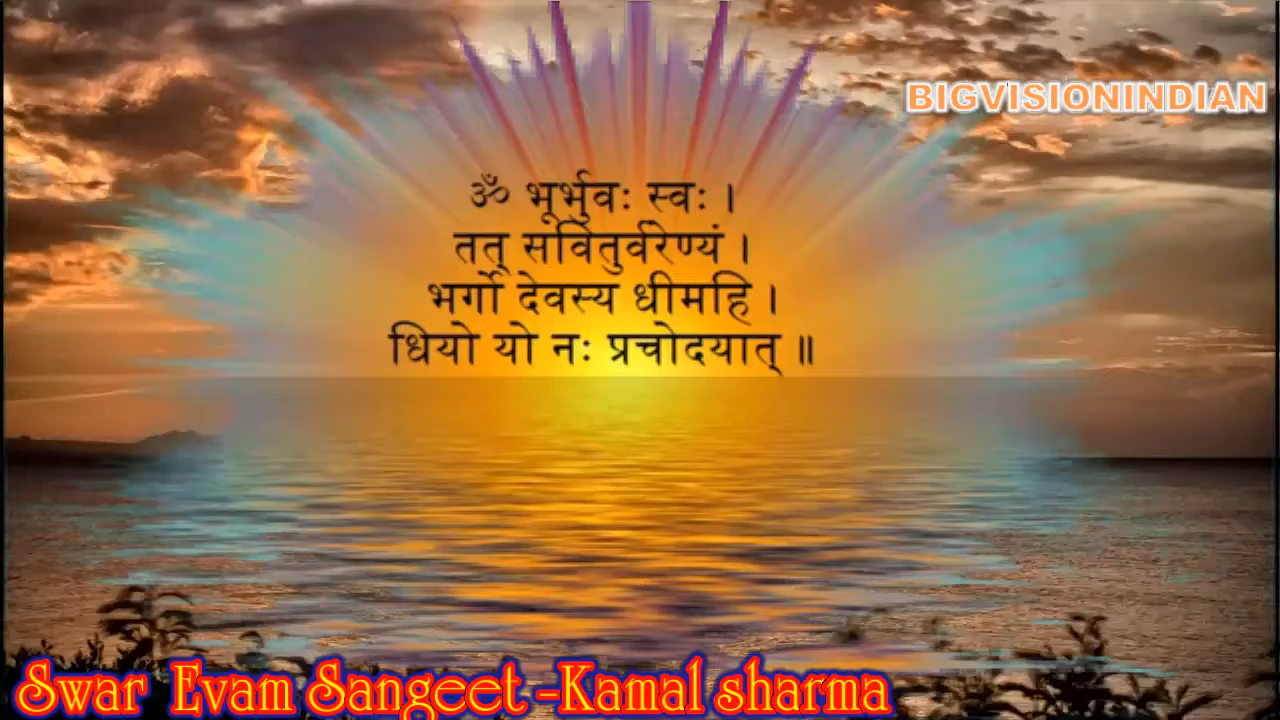 BIGVISIONINDIAN
ॐ भूर्भुवः स्वः ।
तत् सवितुर्वरेण्यं ।
भर्गो देवस्य धीमहि ।
धियो यो नः प्रचोदयात् ॥
Swar Evam Sangeet -Kamal sharma